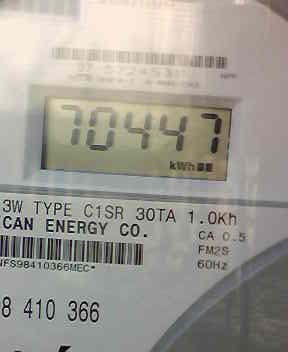 70447
kWh
3W TYPE C1SR 30TA 1.0Kh
CAN ENERGY CO.
CA 0.5
FM2S
60Hz
NFS98410366MEC*
8 410 366